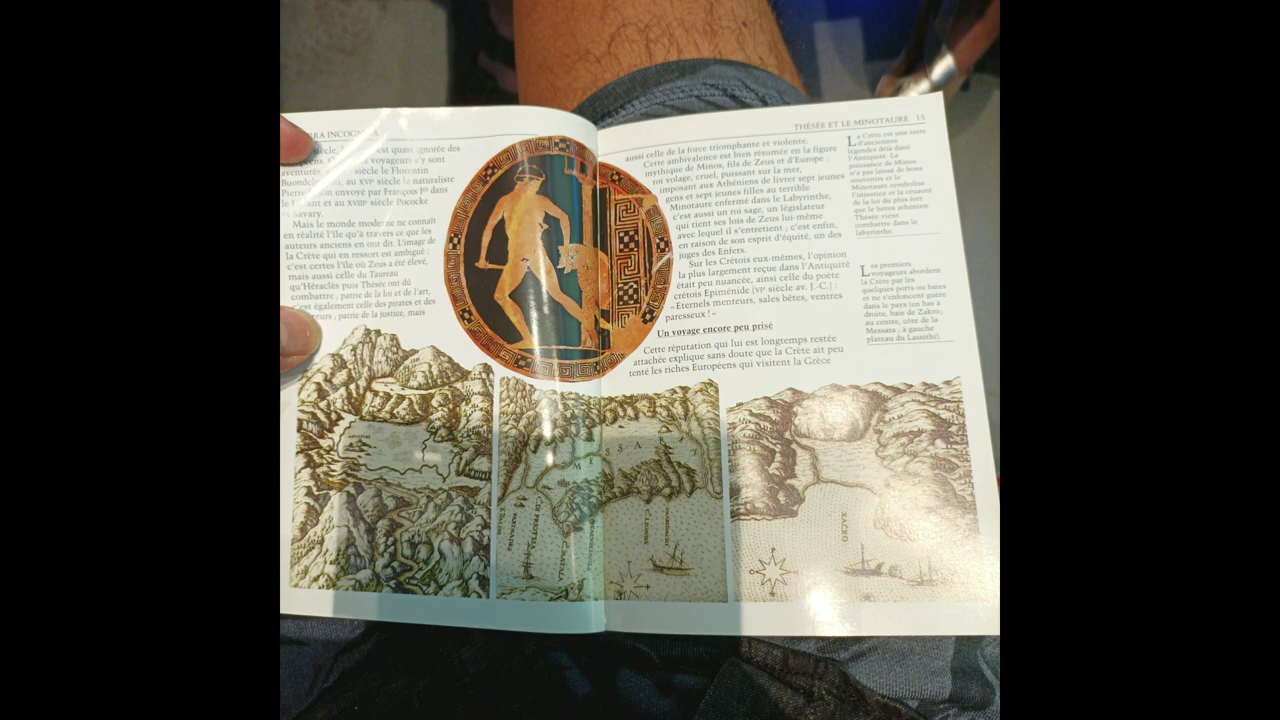 RRA INCOGNITA
siècle, est quasi ignorée des
voyageurs s'y sont
aventurés siècle le Florentin
Buondel au XVIe siècle le naturaliste
Pierre on envoyé par François Ier dans
le ant et au XVIIIe siècle Pococke
et Savary.
Mais le monde moderne ne connaît
en réalité l'île qu'à travers ce que les
auteurs anciens en ont dit. L'image de
la Crète qui en ressort est ambiguë :
c'est certes l'île où Zeus a été élevé,
mais aussi celle du Taureau
qu'Héraclès puis Thésée ont dû
combattre ; patrie de la loi et de l'art,
c'est également celle des pirates et des
teurs ; patrie de la justice, mais
THÉSÉE ET LE MINOTAURE 15
aussi celle de la force triomphante et violente.
Cette ambivalence est bien résumée en la figure
mythique de Minos, fils de Zeus et d'Europe :
roi volage, cruel, puissant sur la mer,
imposant aux Athéniens de livrer sept jeunes
gens et sept jeunes filles au terrible
Minotaure enfermé dans le Labyrinthe,
c'est aussi un roi sage, un législateur
qui tient ses lois de Zeus lui-même
avec lequel il s'entretient ; c'est enfin,
en raison de son esprit d'équité, un des
juges des Enfers.
Sur les Crétois eux-mêmes, l'opinion
la plus largement reçue dans l'Antiquité
était peu nuancée, ainsi celle du poète
crétois Epiménide (VIe siècle av. J.-C.) :
« Eternels menteurs, sales bêtes, ventres
paresseux ! »
Un voyage encore peu prisé
Cette réputation qui lui est longtemps restée
attachée explique sans doute que la Crète ait peu
tenté les riches Européens qui visitent la Grèce
La Crète est une terre
d'anciennes
légendes déjà dans
l'Antiquité. La
puissance de Minos
n'a pas laissé de bons
souvenirs et le
Minotaure symbolise
l'injustice et la cruauté
de la loi du plus fort
que le héros athénien
Thésée vient
combattre dans le
labyrinthe.
Les premiers
voyageurs abordent
la Crète par les
quelques ports ou baies
et ne s'enfoncent guère
dans le pays (en bas à
droite, baie de Zakro ;
au centre, côte de la
Messara ; à gauche
plateau du Lassithi).
MESSARIA
XACRO